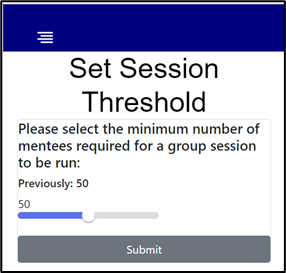 Set Session
Threshold
Please select the minimum number of
mentees required for a group session
to be run:
Previously: 50
50
Submit